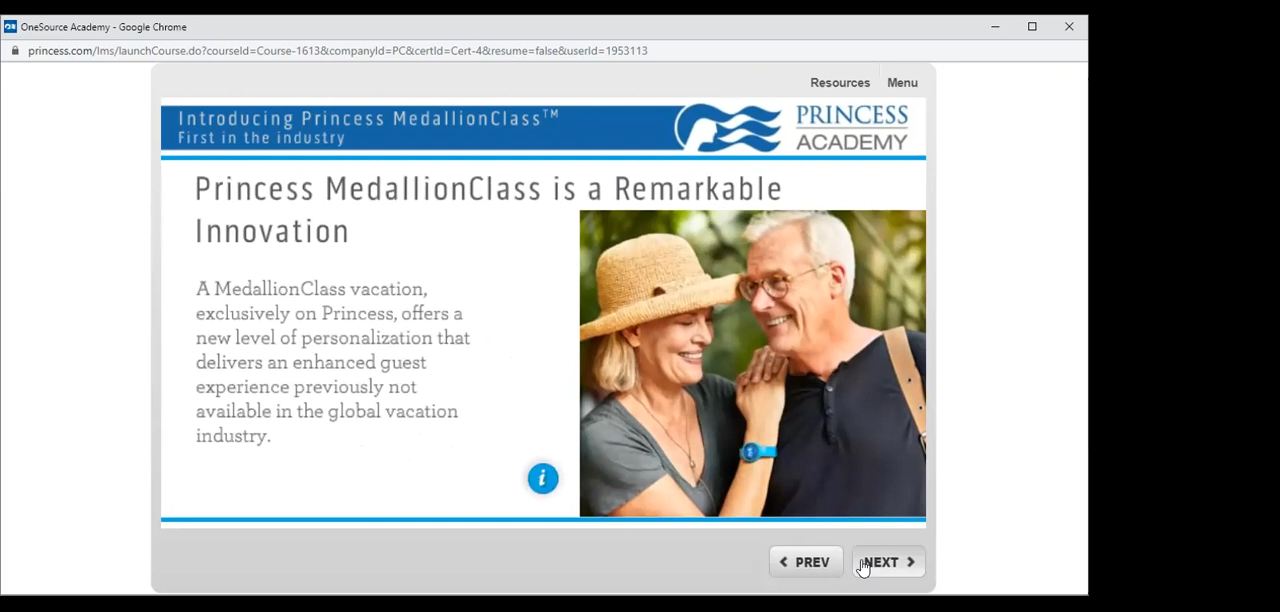 OneSource Academy - Google Chrome
princess.com/lms/launchCourse.do?courseId=Course-1613&companyId=PC&certId=Cert-4&resume=false&userId=1953113
Resources Menu
Introducing Princess MedallionClass™
First in the industry
PRINCESS
ACADEMY
Princess MedallionClass is a Remarkable
Innovation
A MedallionClass vacation,
exclusively on Princess, offers a
new level of personalization that
delivers an enhanced guest
experience previously not
available in the global vacation
industry.
i
PREV NEXT